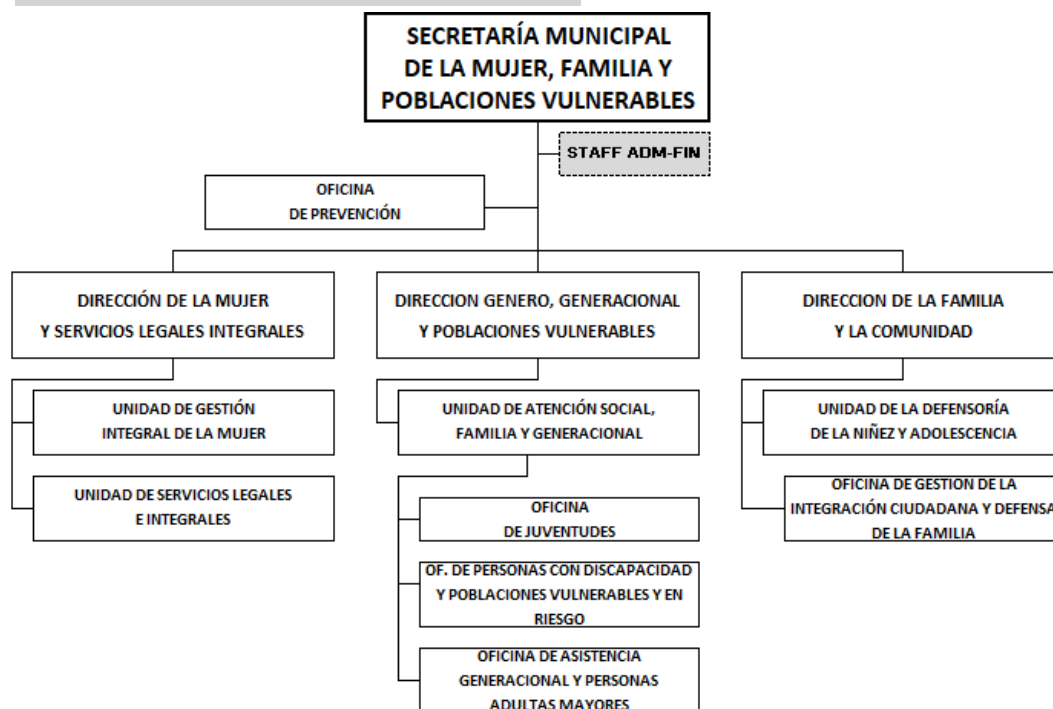 SECRETARÍA MUNICIPAL
DE LA MUJER, FAMILIA Y
POBLACIONES VULNERABLES
STAFF ADM-FIN
OFICINA
DE PREVENCIÓN
DIRECCIÓN DE LA MUJER
Y SERVICIOS LEGALES INTEGRALES
UNIDAD DE GESTIÓN
INTEGRAL DE LA MUJER
UNIDAD DE SERVICIOS LEGALES
E INTEGRALES
DIRECCION GENERO, GENERACIONAL
Y POBLACIONES VULNERABLES
UNIDAD DE ATENCIÓN SOCIAL,
FAMILIA Y GENERACIONAL
OFICINA
DE JUVENTUDES
OF. DE PERSONAS CON DISCAPACIDAD
Y POBLACIONES VULNERABLES Y EN
RIESGO
OFICINA DE ASISTENCIA
GENERACIONAL Y PERSONAS
ADULTAS MAYORES
DIRECCION DE LA FAMILIA
Y LA COMUNIDAD
UNIDAD DE LA DEFENSORÍA
DE LA NIÑEZ Y ADOLESCENCIA
OFICINA DE GESTION DE LA
INTEGRACIÓN CIUDADANA Y DEFENSA
DE LA FAMILIA